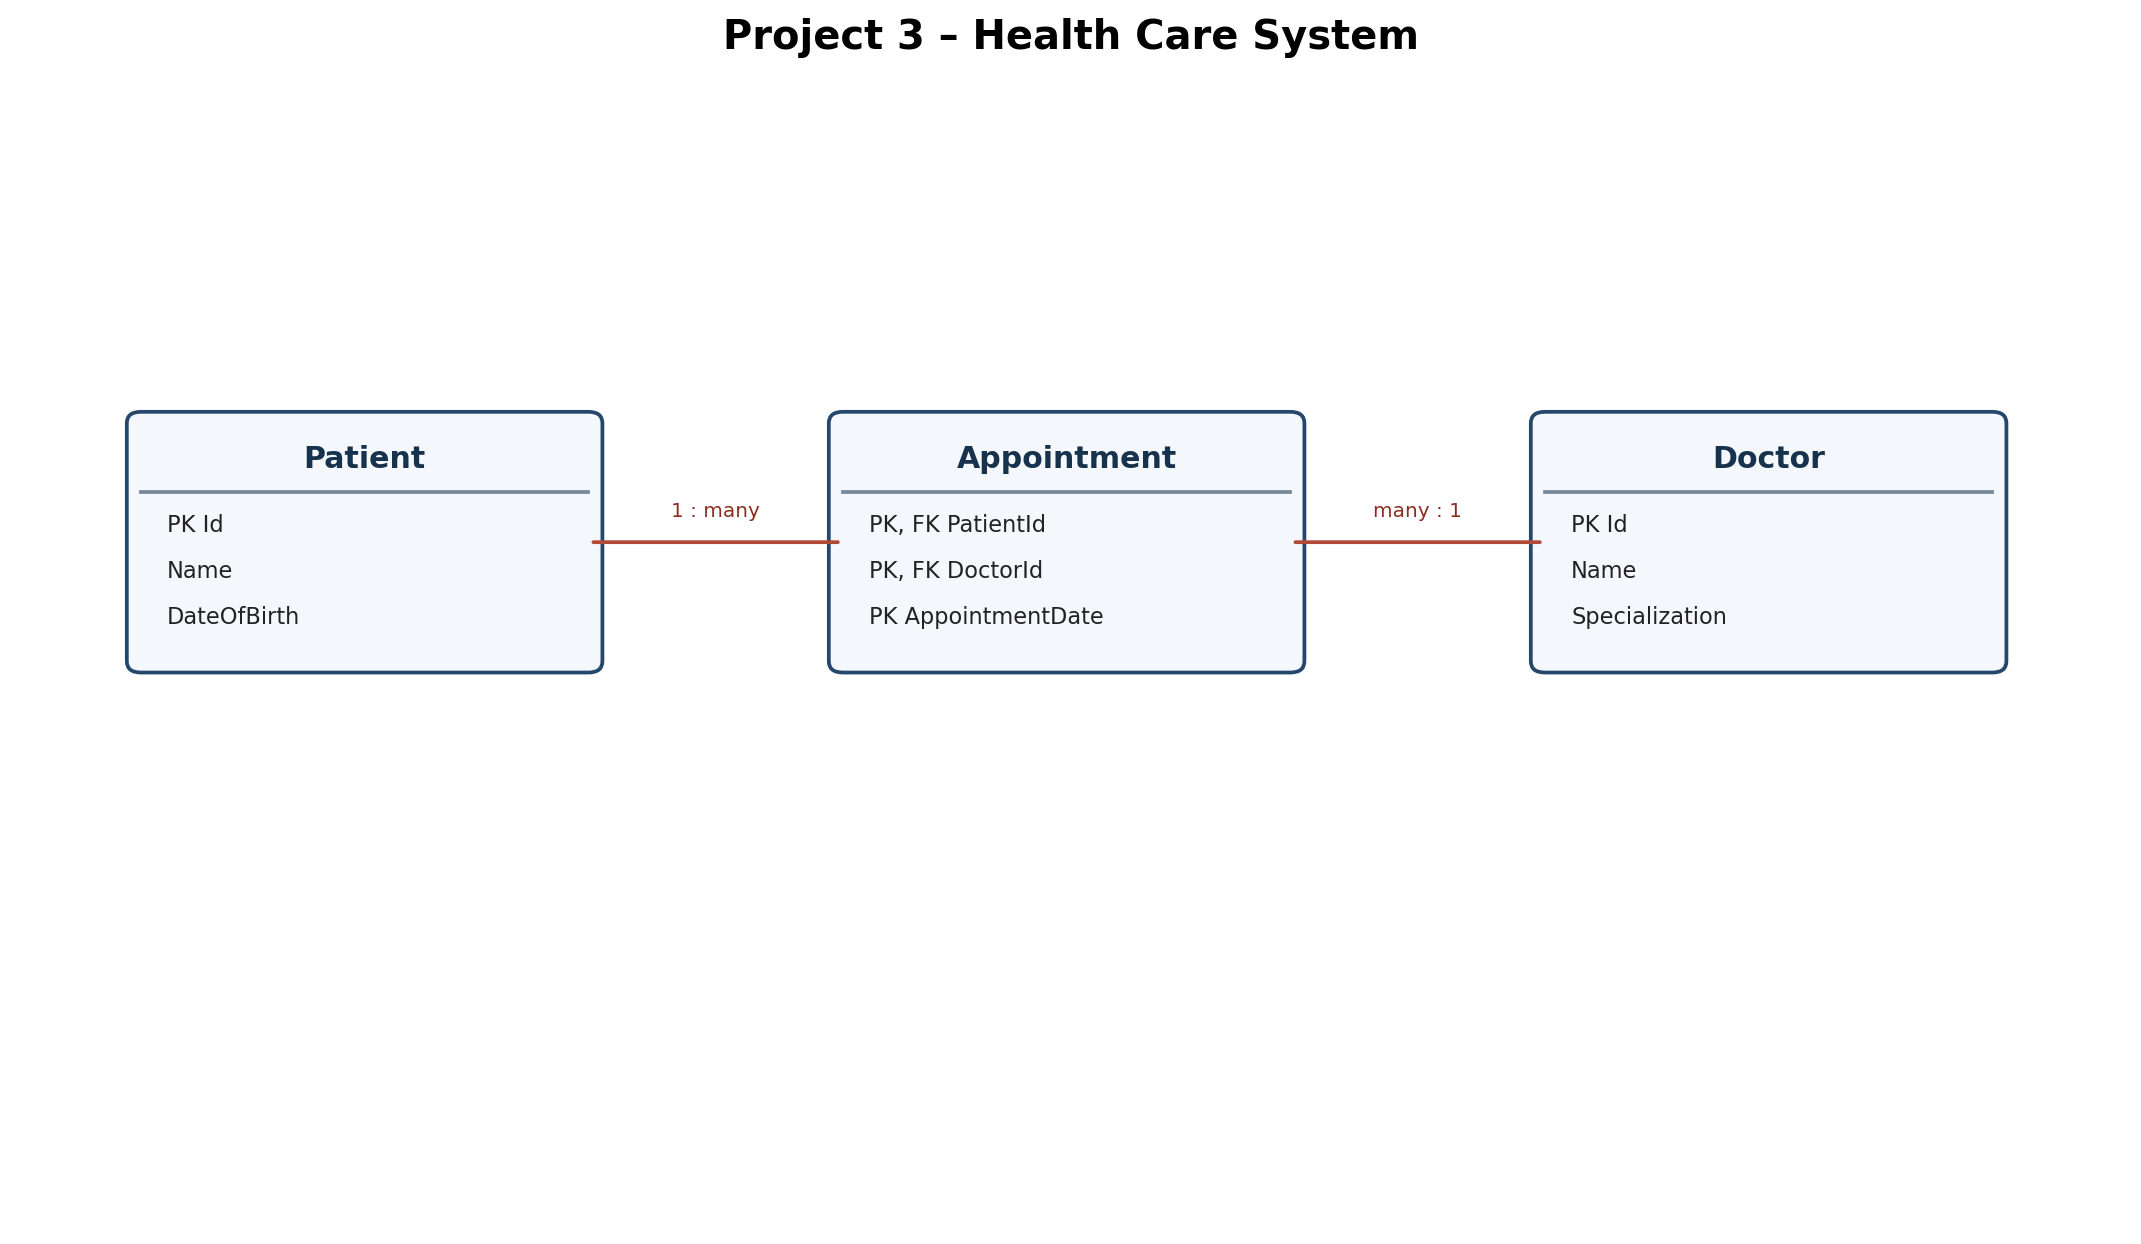 Project 3 – Health Care System
Patient
PK Id
Name
DateOfBirth
1 : many
Appointment
PK, FK PatientId
PK, FK DoctorId
PK AppointmentDate
many : 1
Doctor
PK Id
Name
Specialization